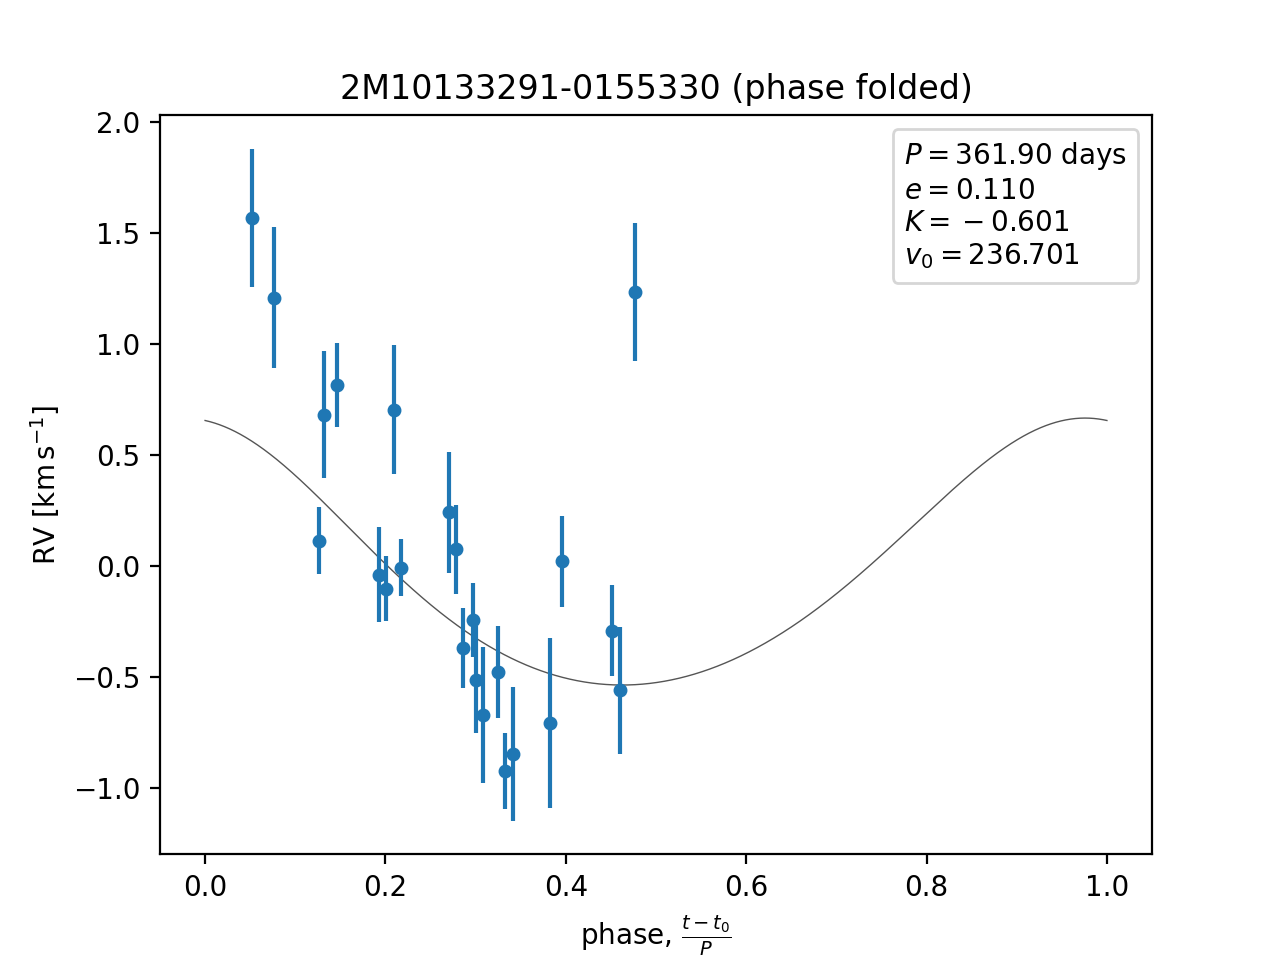 2M10133291-0155330 (phase folded)
P = 361.90 days
e = 0.110
K = −0.601
v₀ = 236.701
RV [km s⁻¹]
2.0
1.5
1.0
0.5
0.0
−0.5
−1.0
0.0 0.2 0.4 0.6 0.8 1.0
phase, (t − t₀)/P